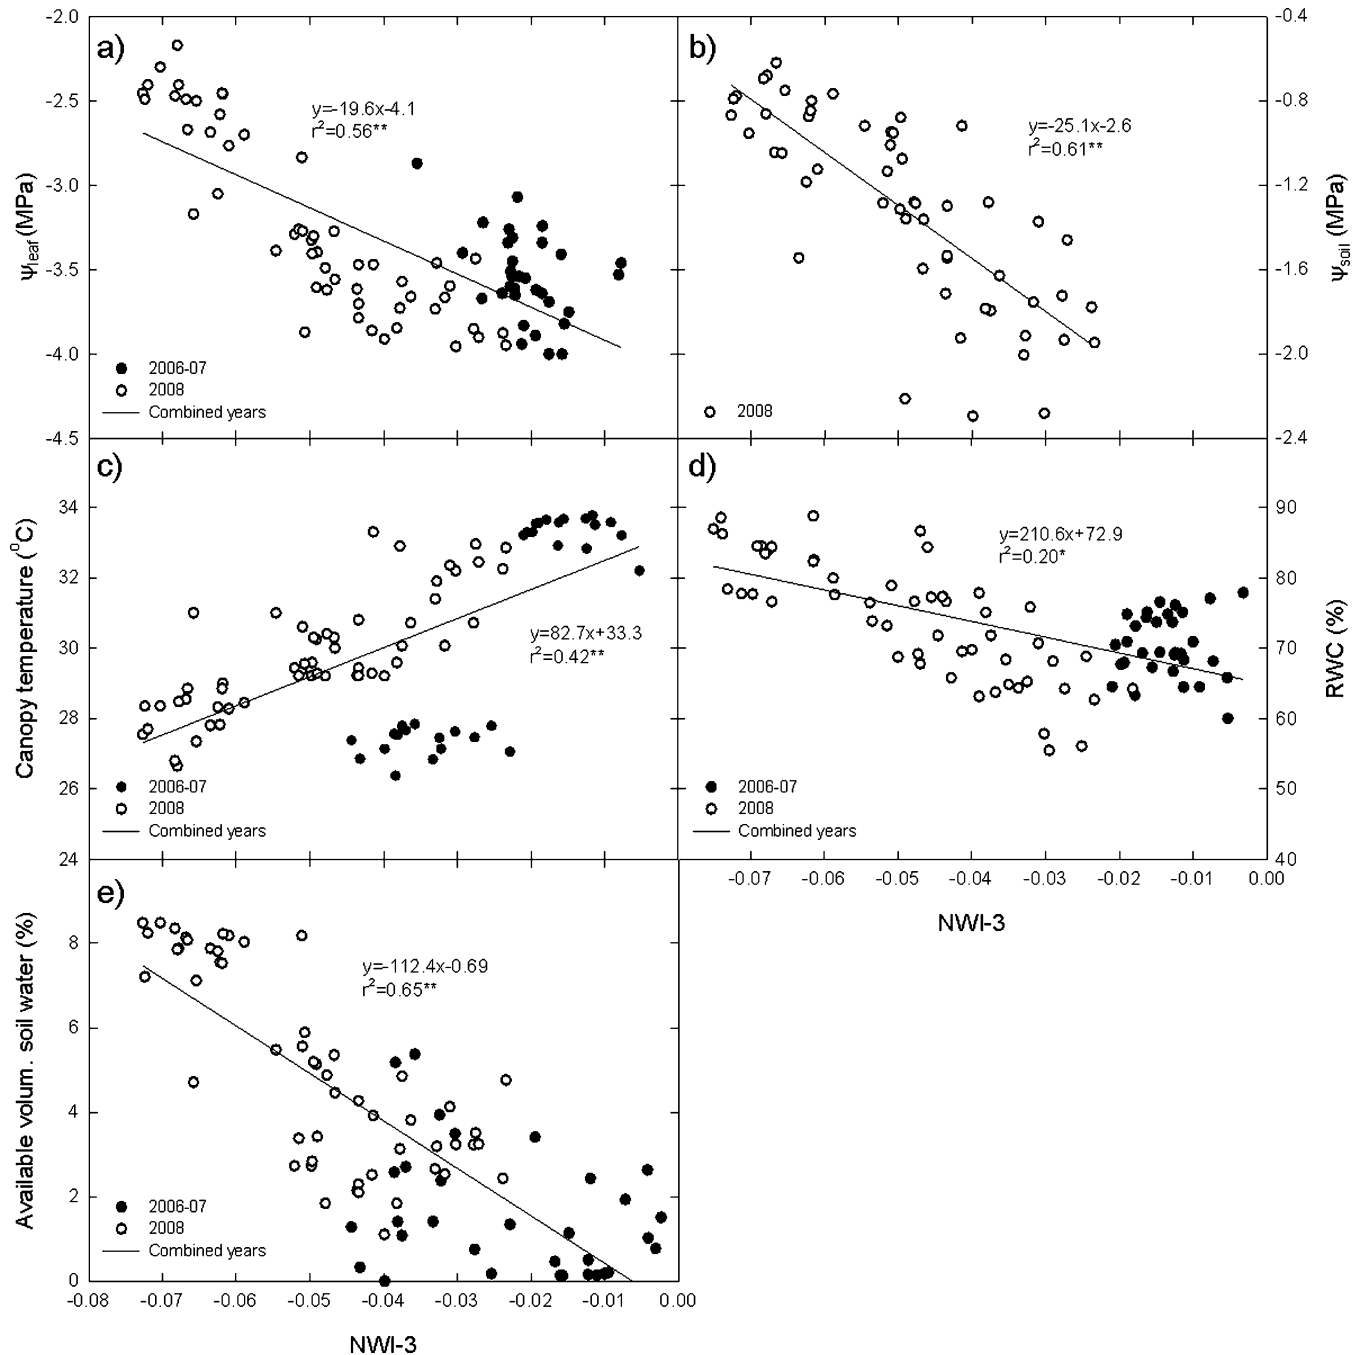 -2.0
-2.5
-3.0
-3.5
-4.0
-4.5
ψleaf (MPa)
a)
y=-19.6x-4.1
r²=0.56**
2006-07
2008
Combined years
b)
y=-25.1x-2.6
r²=0.61**
2008
-0.4
-0.8
-1.2
-1.6
-2.0
-2.4
ψsoil (MPa)
34
32
30
28
26
24
Canopy temperature (°C)
c)
y=82.7x+33.3
r²=0.42**
2006-07
2008
Combined years
d)
y=210.6x+72.9
r²=0.20*
2006-07
2008
Combined years
90
80
70
60
50
40
RWC (%)
-0.07 -0.06 -0.05 -0.04 -0.03 -0.02 -0.01 0.00
NWI-3
8
6
4
2
0
Available volum. soil water (%)
e)
y=-112.4x-0.69
r²=0.65**
2006-07
2008
Combined years
-0.08 -0.07 -0.06 -0.05 -0.04 -0.03 -0.02 -0.01 0.00
NWI-3